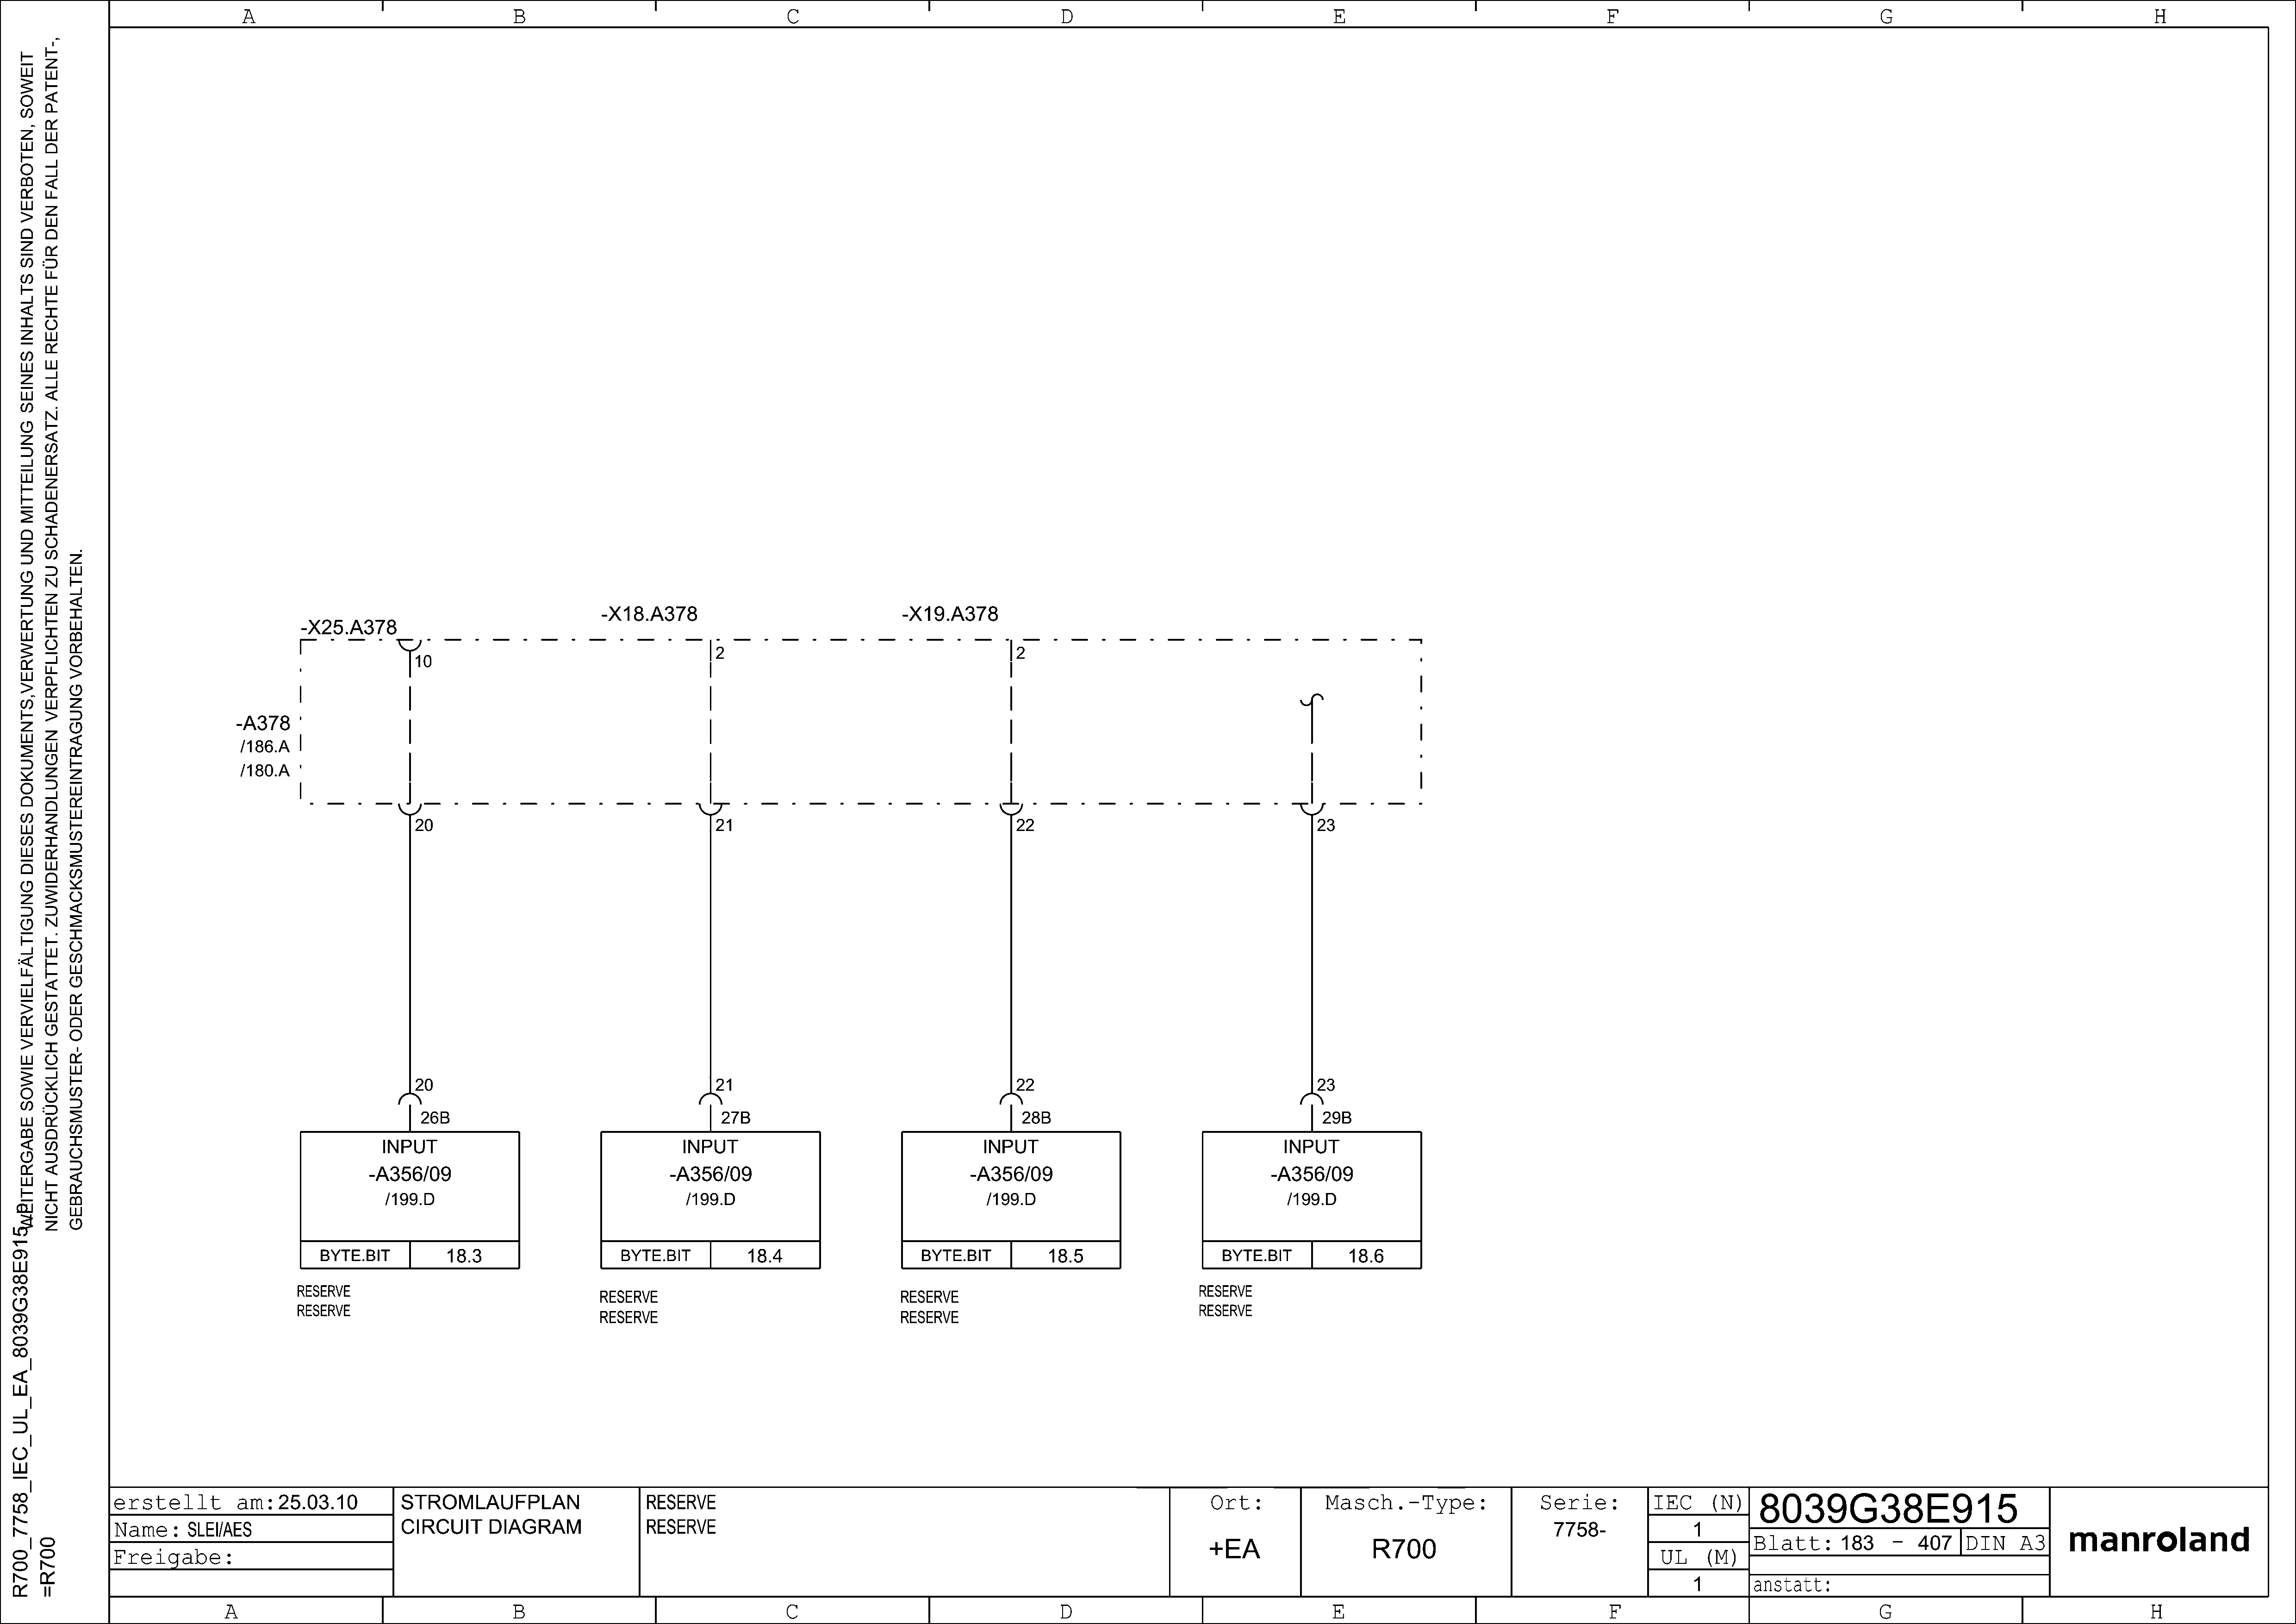 A B C D E F G H
WEITERGABE SOWIE VERVIELFÄLTIGUNG DIESES DOKUMENTS,VERWERTUNG UND MITTEILUNG SEINES INHALTS SIND VERBOTEN, SOWEIT
NICHT AUSDRÜCKLICH GESTATTET. ZUWIDERHANDLUNGEN VERPFLICHTEN ZU SCHADENERSATZ. ALLE RECHTE FÜR DEN FALL DER PATENT-,
GEBRAUCHSMUSTER- ODER GESCHMACKSMUSTEREINTRAGUNG VORBEHALTEN.
-X25.A378 -X18.A378 -X19.A378
10 2 2
-A378
/186.A
/180.A
20 21 22 23
20 21 22 23
26B 27B 28B 29B
INPUT INPUT INPUT INPUT
-A356/09 -A356/09 -A356/09 -A356/09
/199.D /199.D /199.D /199.D
BYTE.BIT 18.3 BYTE.BIT 18.4 BYTE.BIT 18.5 BYTE.BIT 18.6
RESERVE RESERVE RESERVE RESERVE
RESERVE RESERVE RESERVE RESERVE
=R700
erstellt am: 25.03.10
Name: SLEI/AES
Freigabe:
STROMLAUFPLAN
CIRCUIT DIAGRAM
RESERVE
RESERVE
Ort:
+EA
Masch.-Type:
R700
Serie:
7758-
IEC (N)
1
UL (M)
1
8039G38E915
Blatt: 183 - 407 DIN A3
anstatt:
manroland
A B C D E F G H